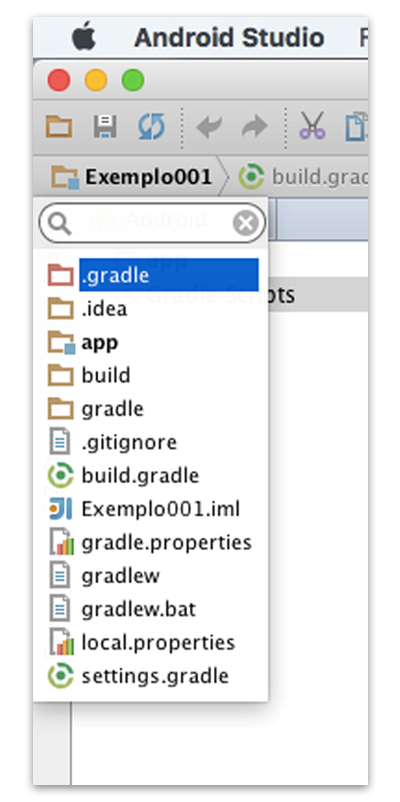 Android Studio
Exemplo001 build.grad
.gradle
.idea
app
build
gradle
.gitignore
build.gradle
Exemplo001.iml
gradle.properties
gradlew
gradlew.bat
local.properties
settings.gradle